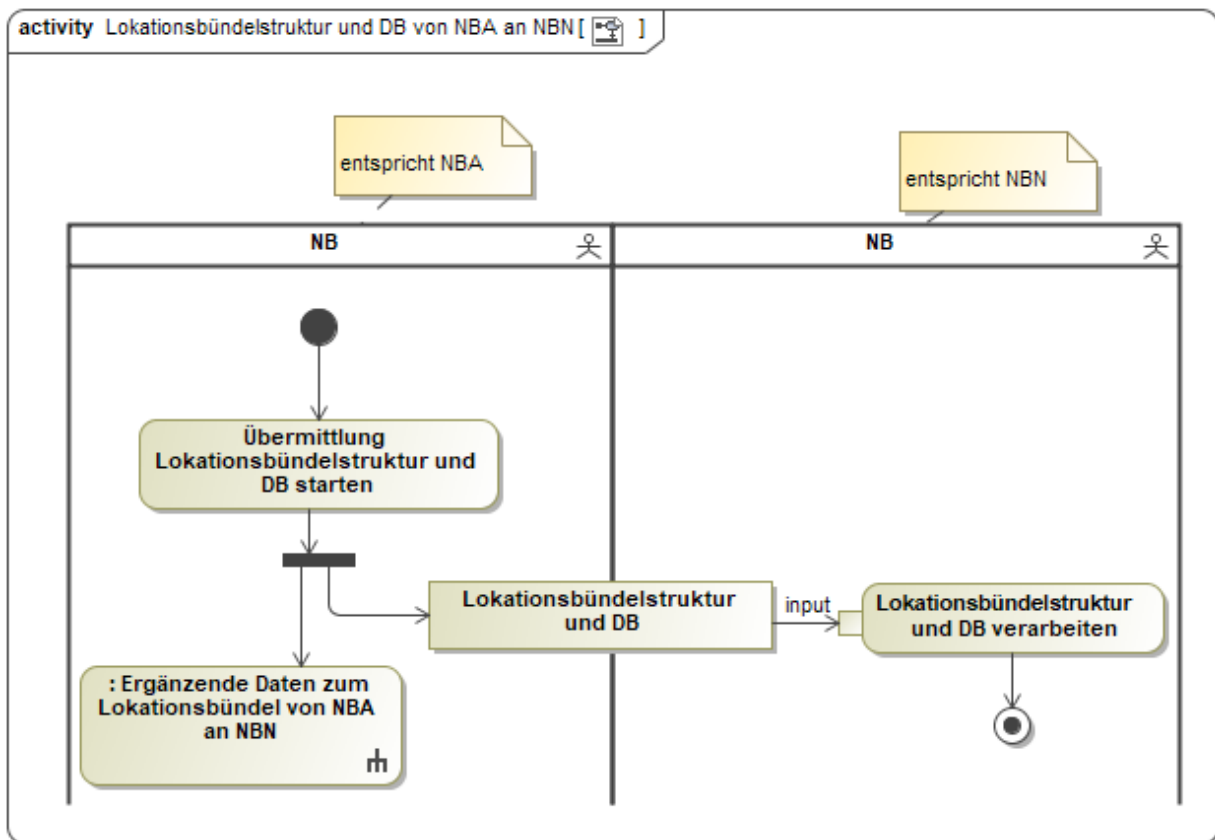 activity Lokationsbündelstruktur und DB von NBA an NBN [ ]
entspricht NBA
entspricht NBN
NB
NB
Übermittlung
Lokationsbündelstruktur und
DB starten
Lokationsbündelstruktur
und DB
input
Lokationsbündelstruktur
und DB verarbeiten
: Ergänzende Daten zum
Lokationsbündel von NBA
an NBN